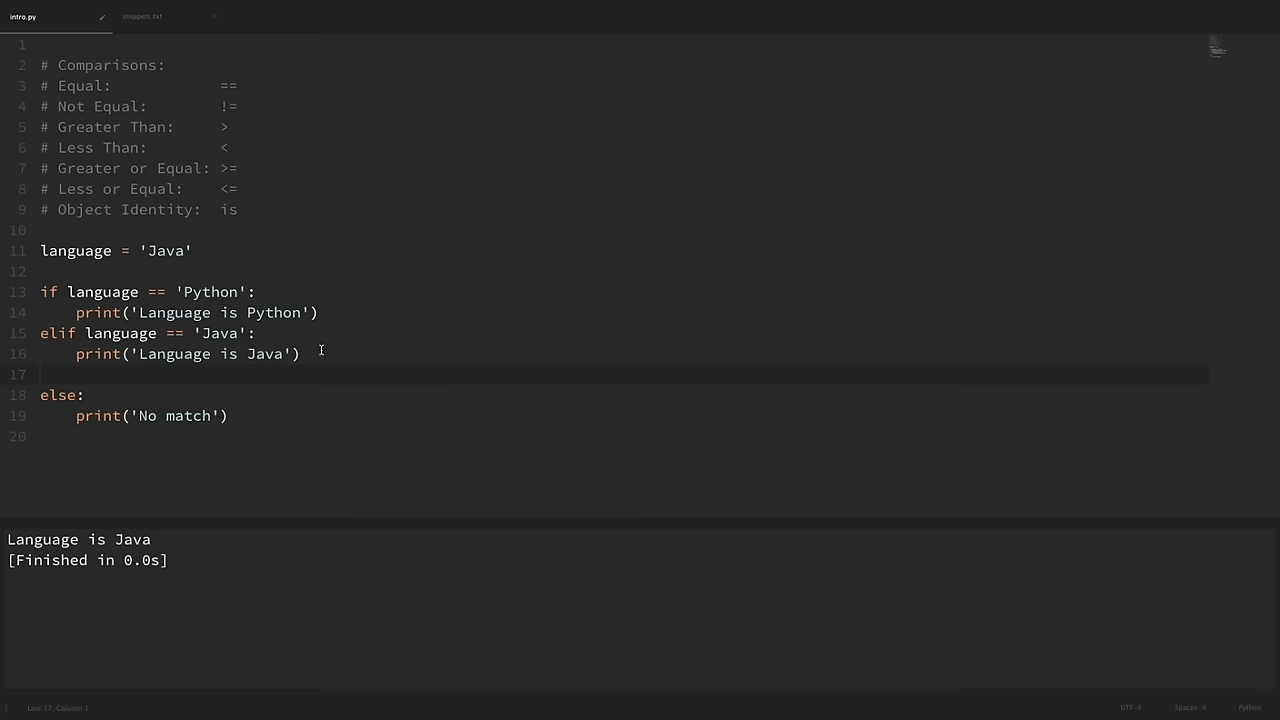 intro.py
snippets.txt
1
2 # Comparisons:
3 # Equal: ==
4 # Not Equal: !=
5 # Greater Than: >
6 # Less Than: <
7 # Greater or Equal: >=
8 # Less or Equal: <=
9 # Object Identity: is
10
11 language = 'Java'
12
13 if language == 'Python':
14 print('Language is Python')
15 elif language == 'Java':
16 print('Language is Java')
17
18 else:
19 print('No match')
20
Language is Java
[Finished in 0.0s]
Line 17, Column 1
UTF-8
Spaces: 4
Python